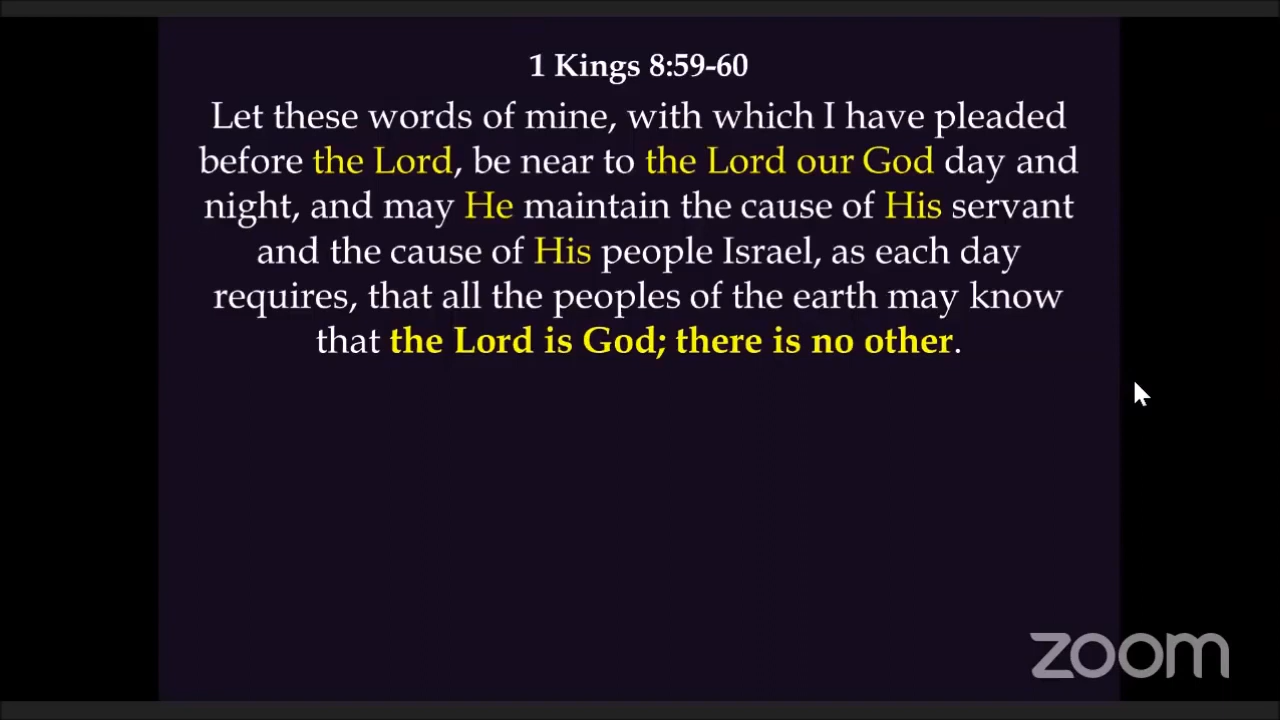 1 Kings 8:59-60
Let these words of mine, with which I have pleaded
before the Lord, be near to the Lord our God day and
night, and may He maintain the cause of His servant
and the cause of His people Israel, as each day
requires, that all the peoples of the earth may know
that the Lord is God; there is no other.
zoom